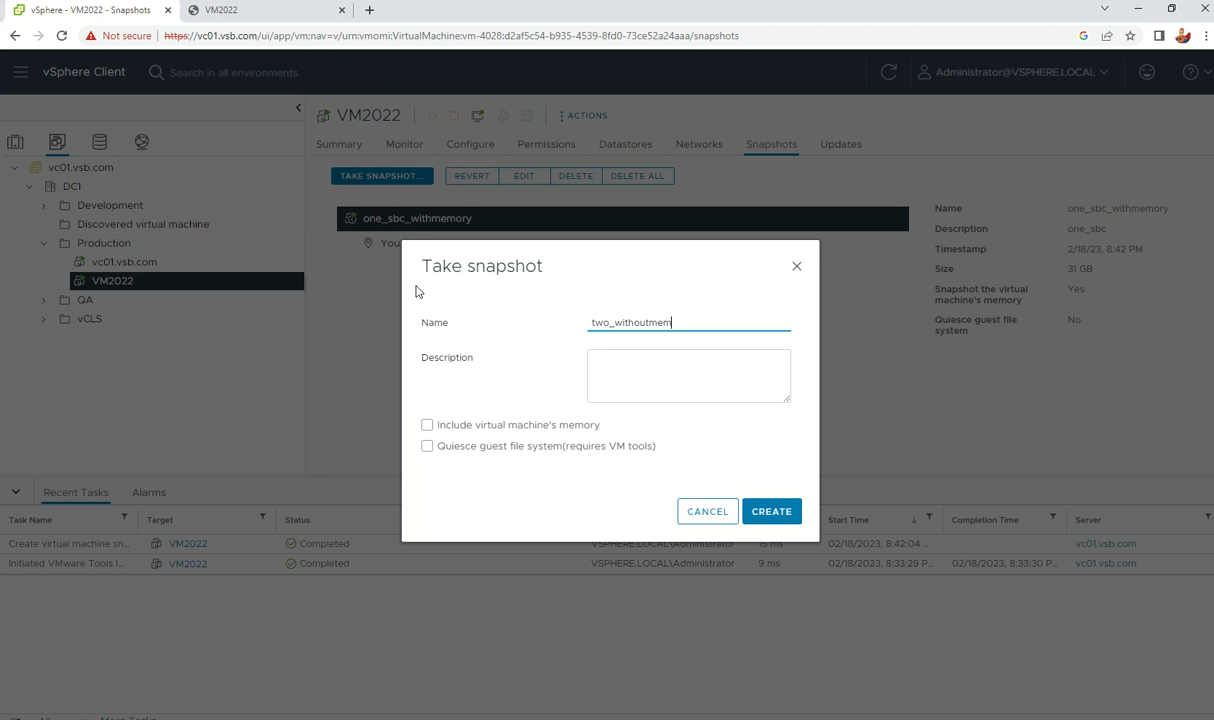 vSphere - VM2022 - Snapshots
VM2022
Not secure
https://vc01.vsb.com/ui/app/vm;nav=v/urn:vmomi:VirtualMachine:vm-4028:d2af5c54-b935-4539-8fd0-73ce52a24aaa/snapshots
vSphere Client
Search in all environments
Administrator@VSPHERE.LOCAL
VM2022
ACTIONS
Summary Monitor Configure Permissions Datastores Networks Snapshots Updates
TAKE SNAPSHOT... REVERT EDIT DELETE DELETE ALL
vc01.vsb.com
DC1
Development
Discovered virtual machine
Production
vc01.vsb.com
VM2022
QA
vCLS
one_sbc_withmemory
You
Name one_sbc_withmemory
Description one_sbc
Timestamp 2/18/23, 8:42 PM
Size 31 GB
Snapshot the virtual machine's memory Yes
Quiesce guest file system No
Take snapshot
Name two_withoutmem
Description
Include virtual machine's memory
Quiesce guest file system(requires VM tools)
CANCEL CREATE
Recent Tasks Alarms
Task Name Target Status Start Time Completion Time Server
Create virtual machine sn... VM2022 Completed VSPHERE.LOCAL\Administrator 15 ms 02/18/2023, 8:42:04 ... vc01.vsb.com
Initiated VMware Tools I... VM2022 Completed VSPHERE.LOCAL\Administrator 9 ms 02/18/2023, 8:33:29 P... 02/18/2023, 8:33:30 P... vc01.vsb.com